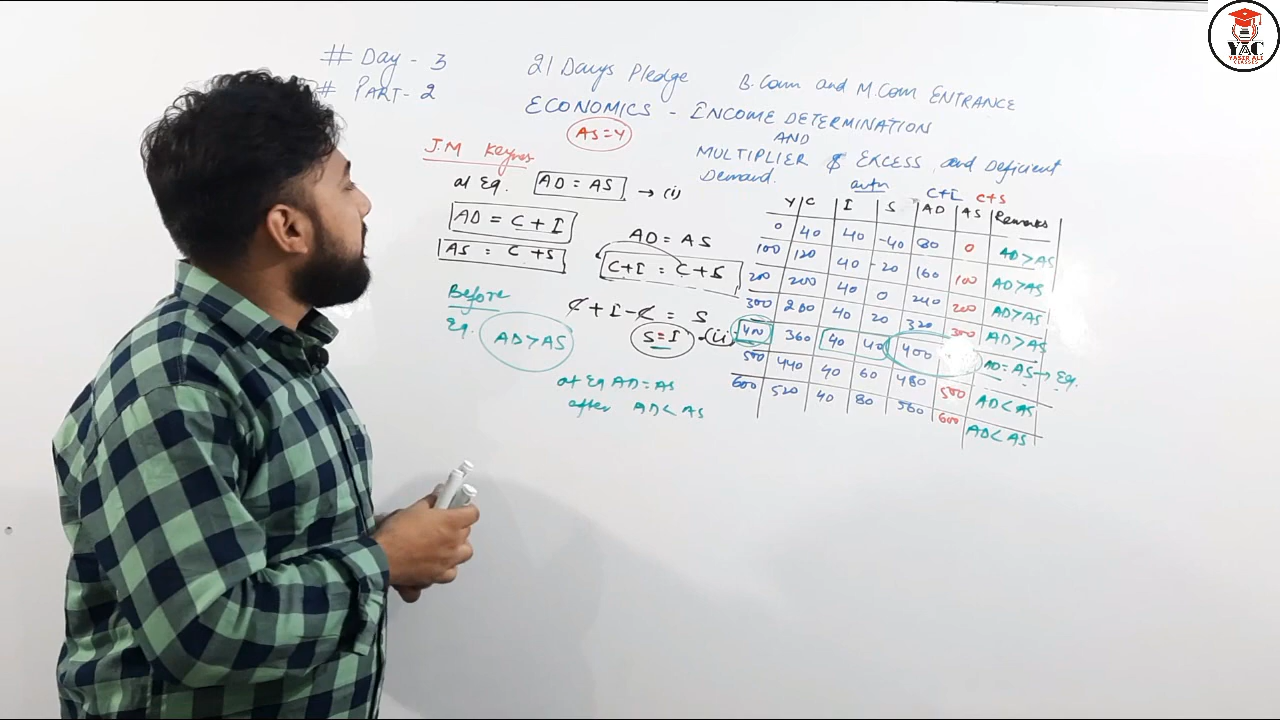 # Day - 3
# PART - 2
21 Days Pledge
B.Com and M.Com ENTRANCE
ECONOMICS - INCOME DETERMINATION
AND
MULTIPLIER & EXCESS and Deficient
Demand.
AS = Y
J.M Keynes
at Eq. AD = AS → (i)
AD = C + I
AS = C + S
AD = AS
C+I = C+S
C + I - C = S
S = I - (ii)
Before
Eq. AD > AS
at Eq AD = AS
after AD < AS
autn C+I C+S
Y C I S AD AS Remarks
0 40 40 -40 80 0 AD > AS
100 120 40 -20 160 100 AD > AS
200 200 40 0 240 200 AD > AS
300 280 40 20 320 300 AD > AS
400 360 40 40 400 AD = AS → Eq.
500 440 40 60 480 500 AD < AS
600 520 40 80 560 600 AD < AS
YAC
YASER ALI
CLASSES